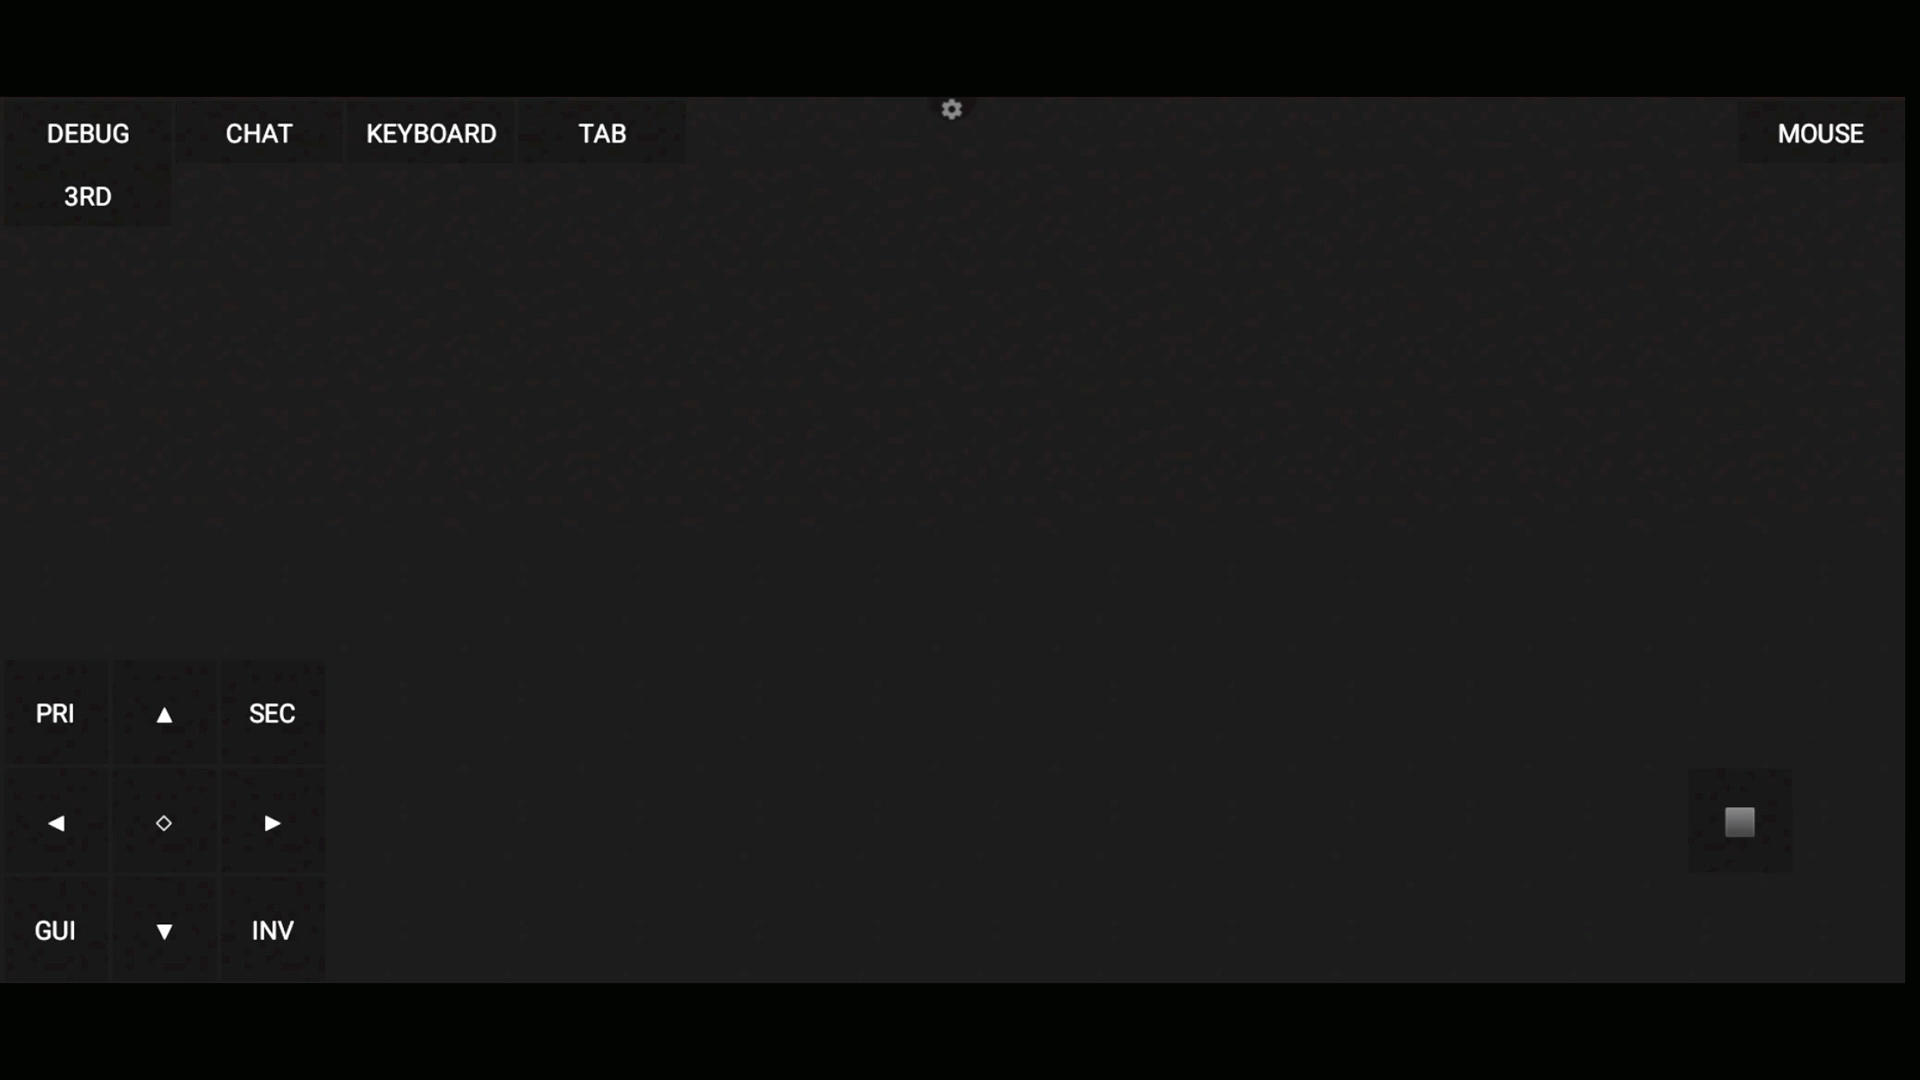 DEBUG CHAT KEYBOARD TAB MOUSE
3RD
PRI ▲ SEC
◀ ◇ ▶
GUI ▼ INV